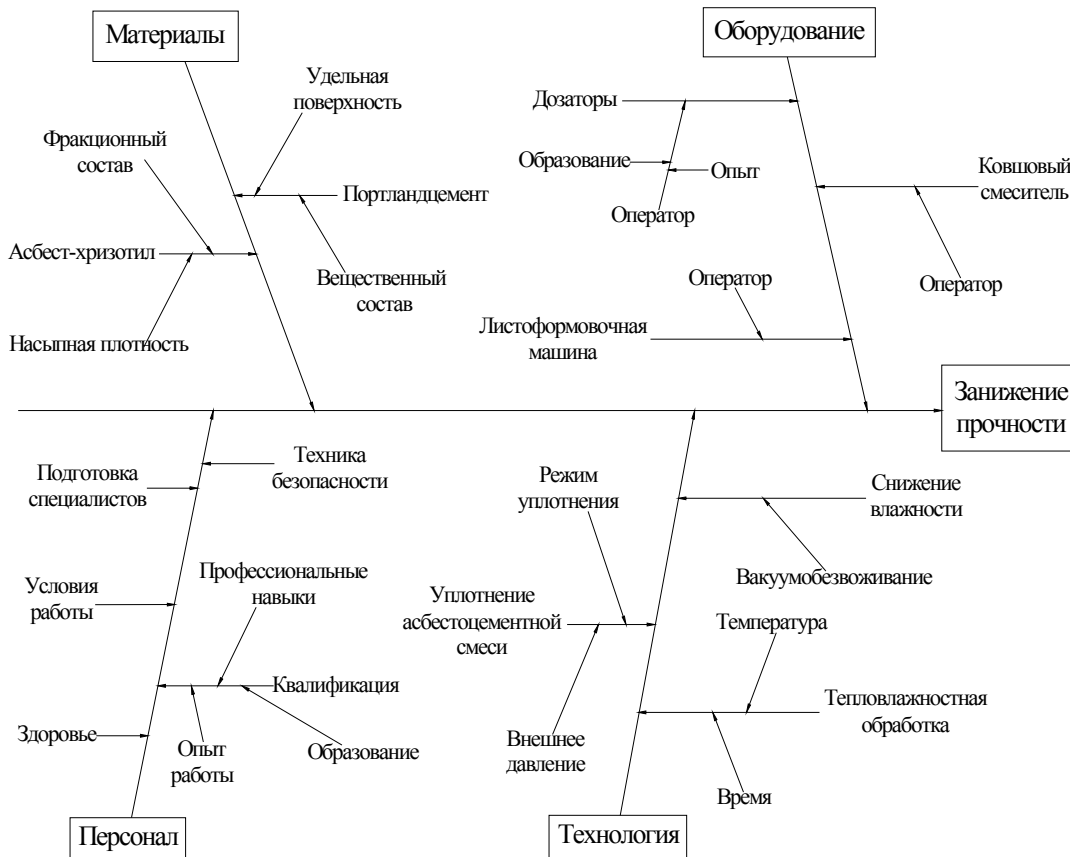 Материалы
Оборудование
Удельная
поверхность
Дозаторы
Фракционный
состав
Образование
Опыт
Ковшовый
смеситель
Портландцемент
Оператор
Асбест-хризотил
Вещественный
состав
Оператор
Оператор
Насыпная плотность
Листоформовочная
машина
Занижение
прочности
Техника
безопасности
Подготовка
специалистов
Режим
уплотнения
Снижение
влажности
Условия
работы
Профессиональные
навыки
Вакуумобезвоживание
Уплотнение
асбестоцементной
смеси
Температура
Квалификация
Тепловлажностная
обработка
Здоровье
Опыт
работы
Образование
Внешнее
давление
Время
Персонал
Технология